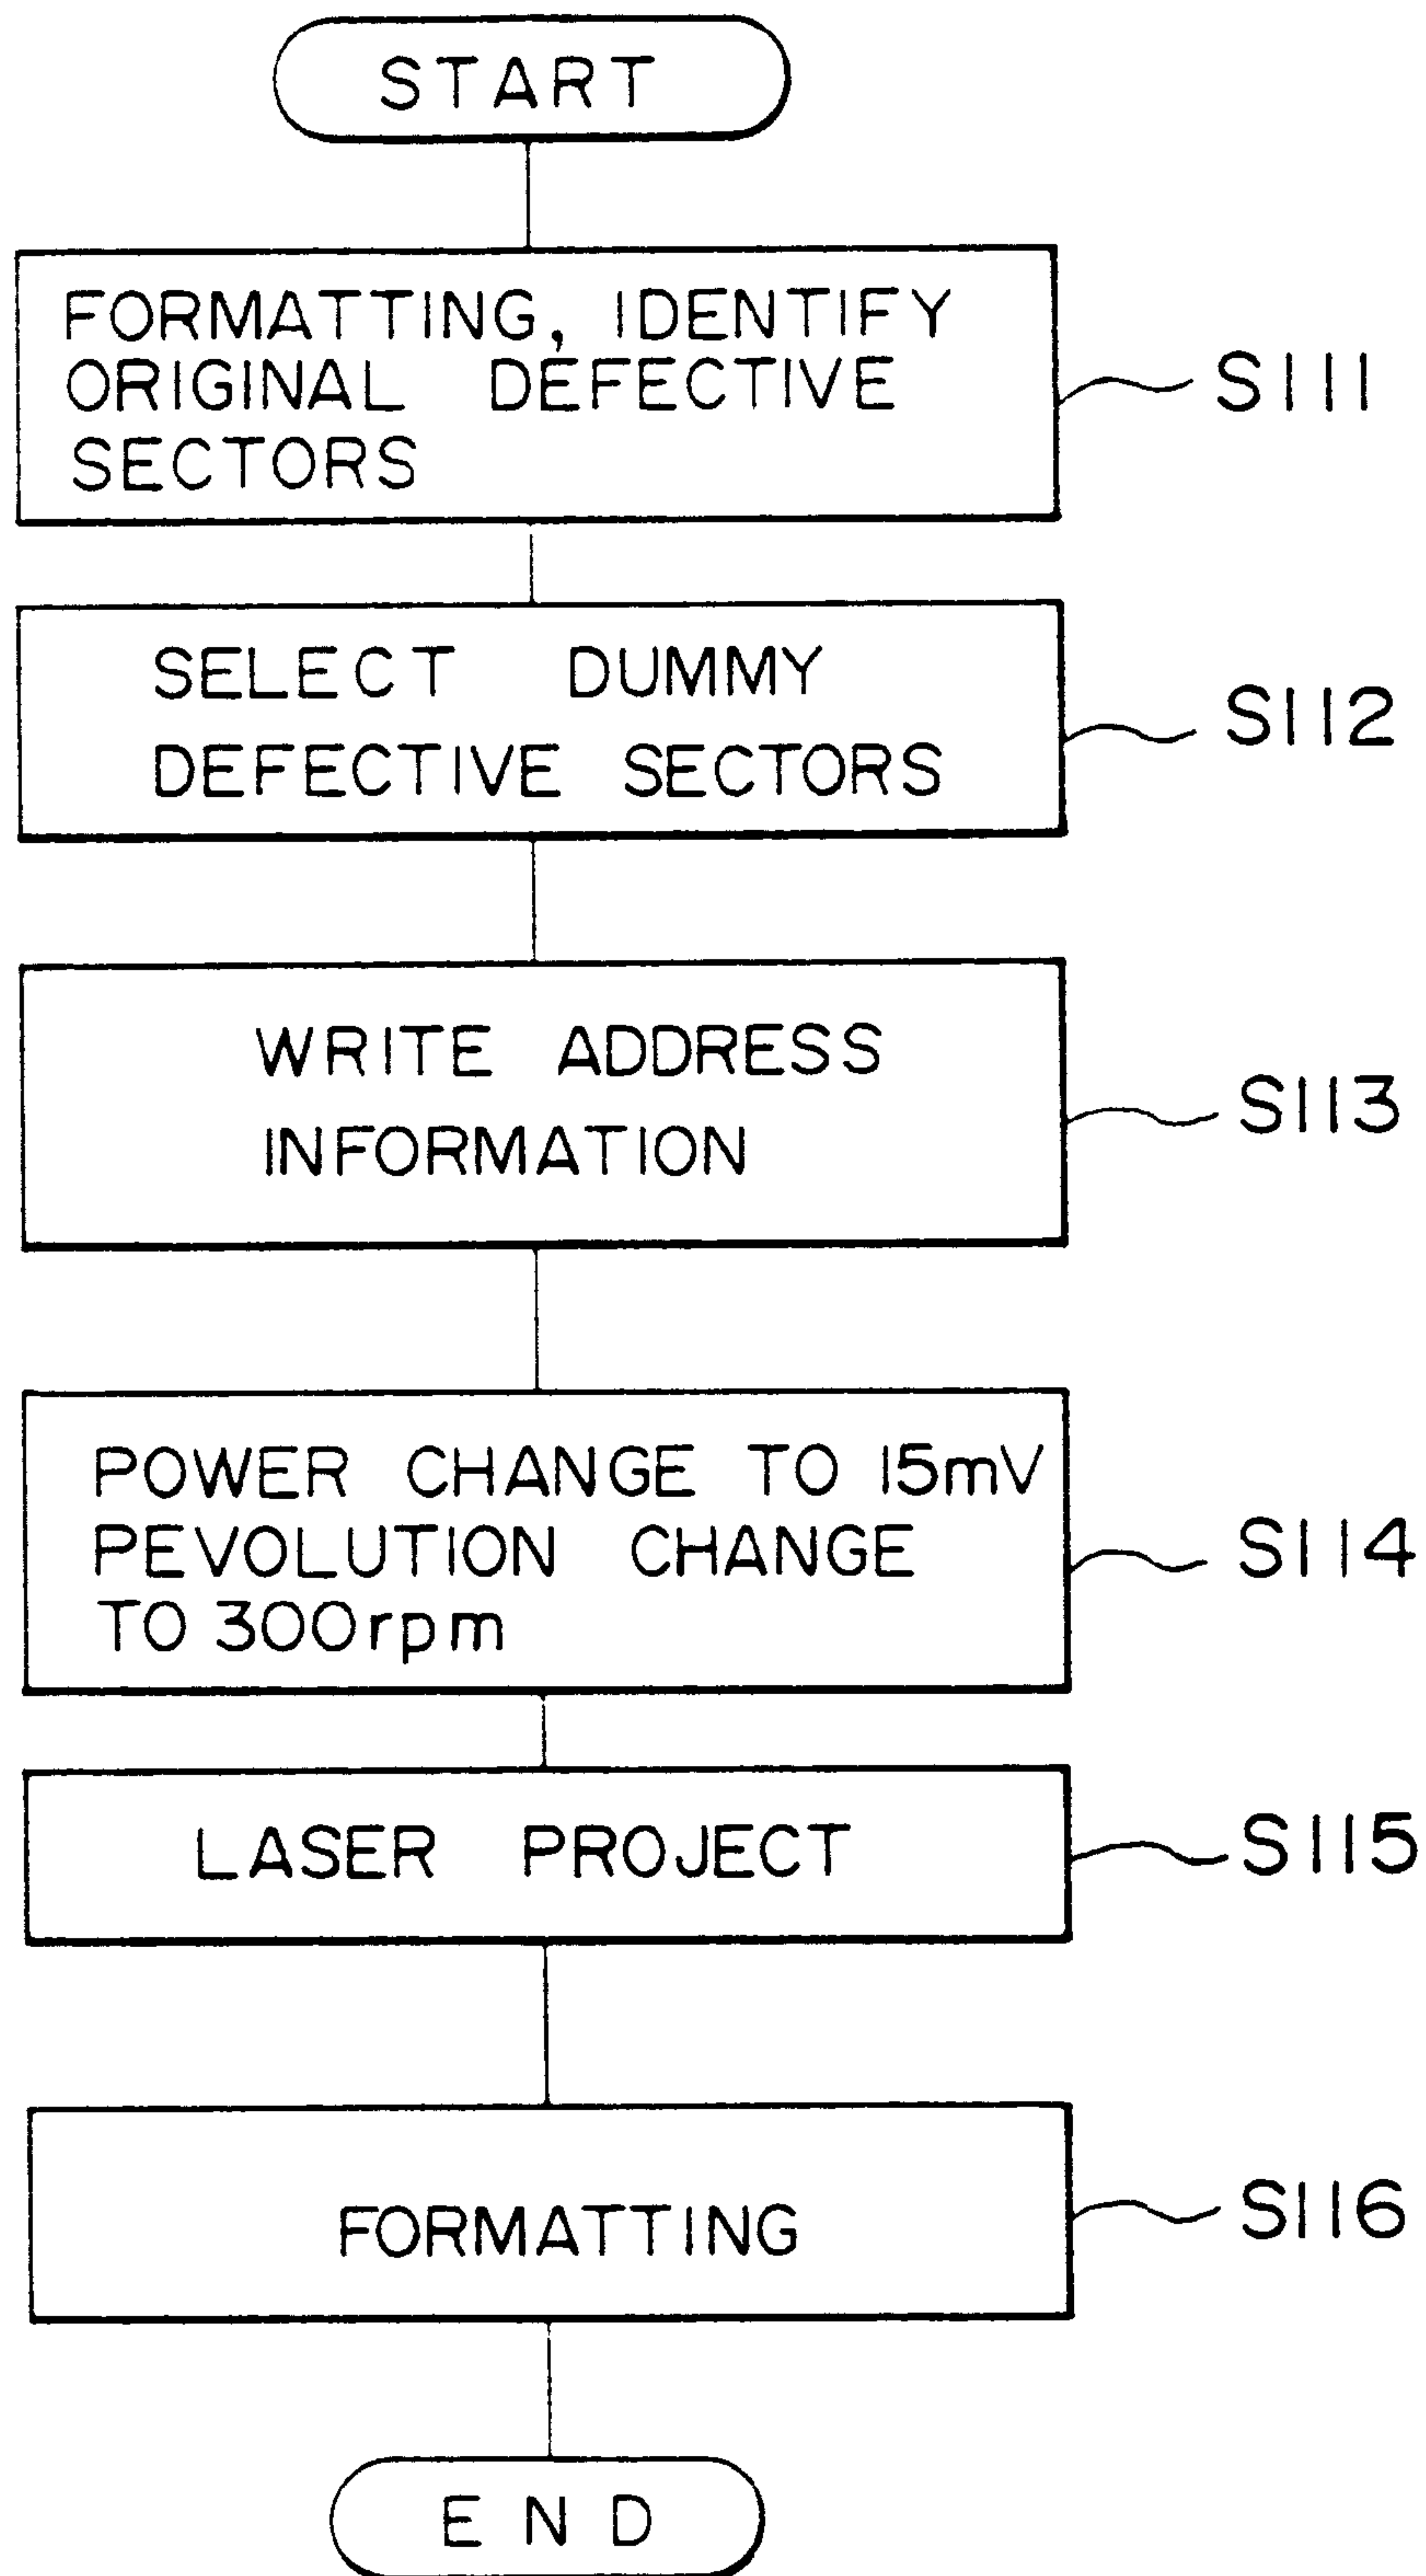 START
FORMATTING, IDENTIFY
ORIGINAL DEFECTIVE
SECTORS
S111
SELECT DUMMY
DEFECTIVE SECTORS
S112
WRITE ADDRESS
INFORMATION
S113
POWER CHANGE TO 15mV
PEVOLUTION CHANGE
TO 300rpm
S114
LASER PROJECT
S115
FORMATTING
S116
END